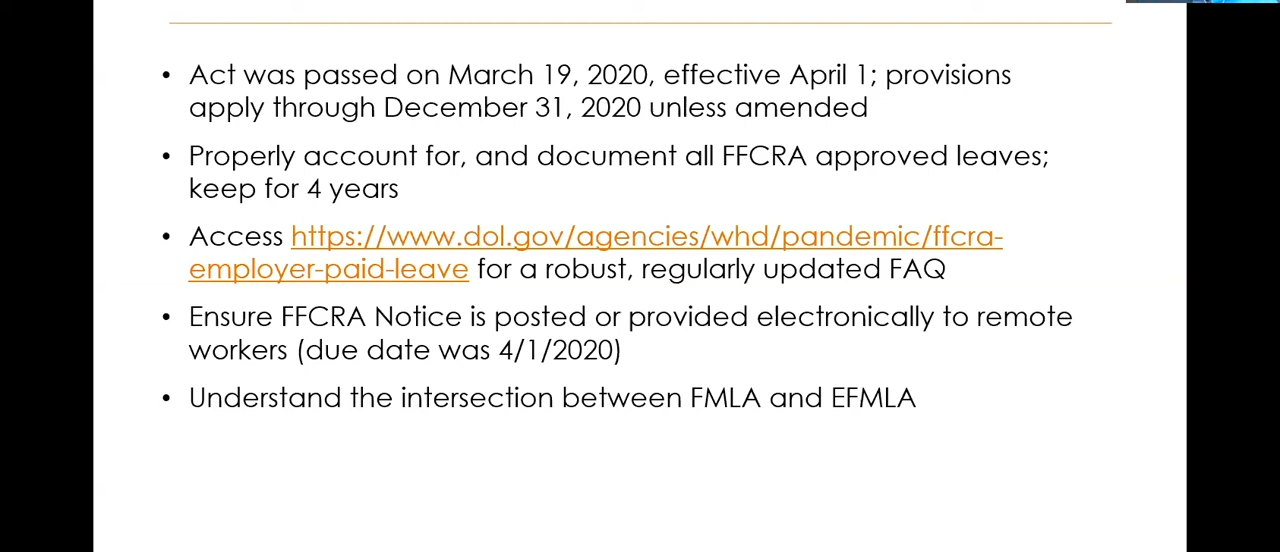 • Act was passed on March 19, 2020, effective April 1; provisions
apply through December 31, 2020 unless amended
• Properly account for, and document all FFCRA approved leaves;
keep for 4 years
• Access https://www.dol.gov/agencies/whd/pandemic/ffcra-
employer-paid-leave for a robust, regularly updated FAQ
• Ensure FFCRA Notice is posted or provided electronically to remote
workers (due date was 4/1/2020)
• Understand the intersection between FMLA and EFMLA